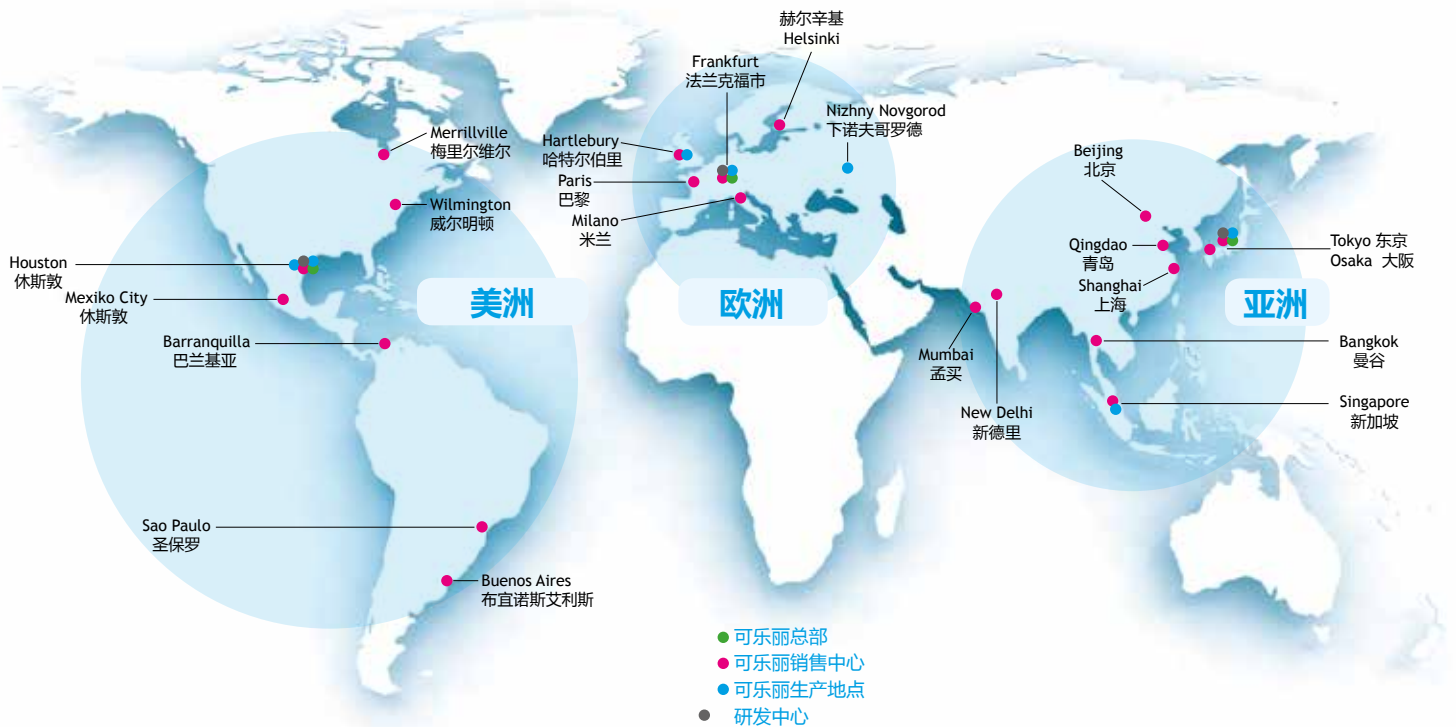 赫尔辛基
Helsinki
Frankfurt
法兰克福市
Nizhny Novgorod
下诺夫哥罗德
Merrillville
梅里尔维尔
Hartlebury
哈特尔伯里
Beijing
北京
Paris
巴黎
Wilmington
威尔明顿
Milano
米兰
Houston
休斯敦
Qingdao
青岛
Tokyo 东京
Osaka 大阪
Mexiko City
休斯敦
Shanghai
上海
美洲
欧洲
亚洲
Barranquilla
巴兰基亚
Mumbai
孟买
Bangkok
曼谷
New Delhi
新德里
Singapore
新加坡
Sao Paulo
圣保罗
Buenos Aires
布宜诺斯艾利斯
可乐丽总部
可乐丽销售中心
可乐丽生产地点
研发中心